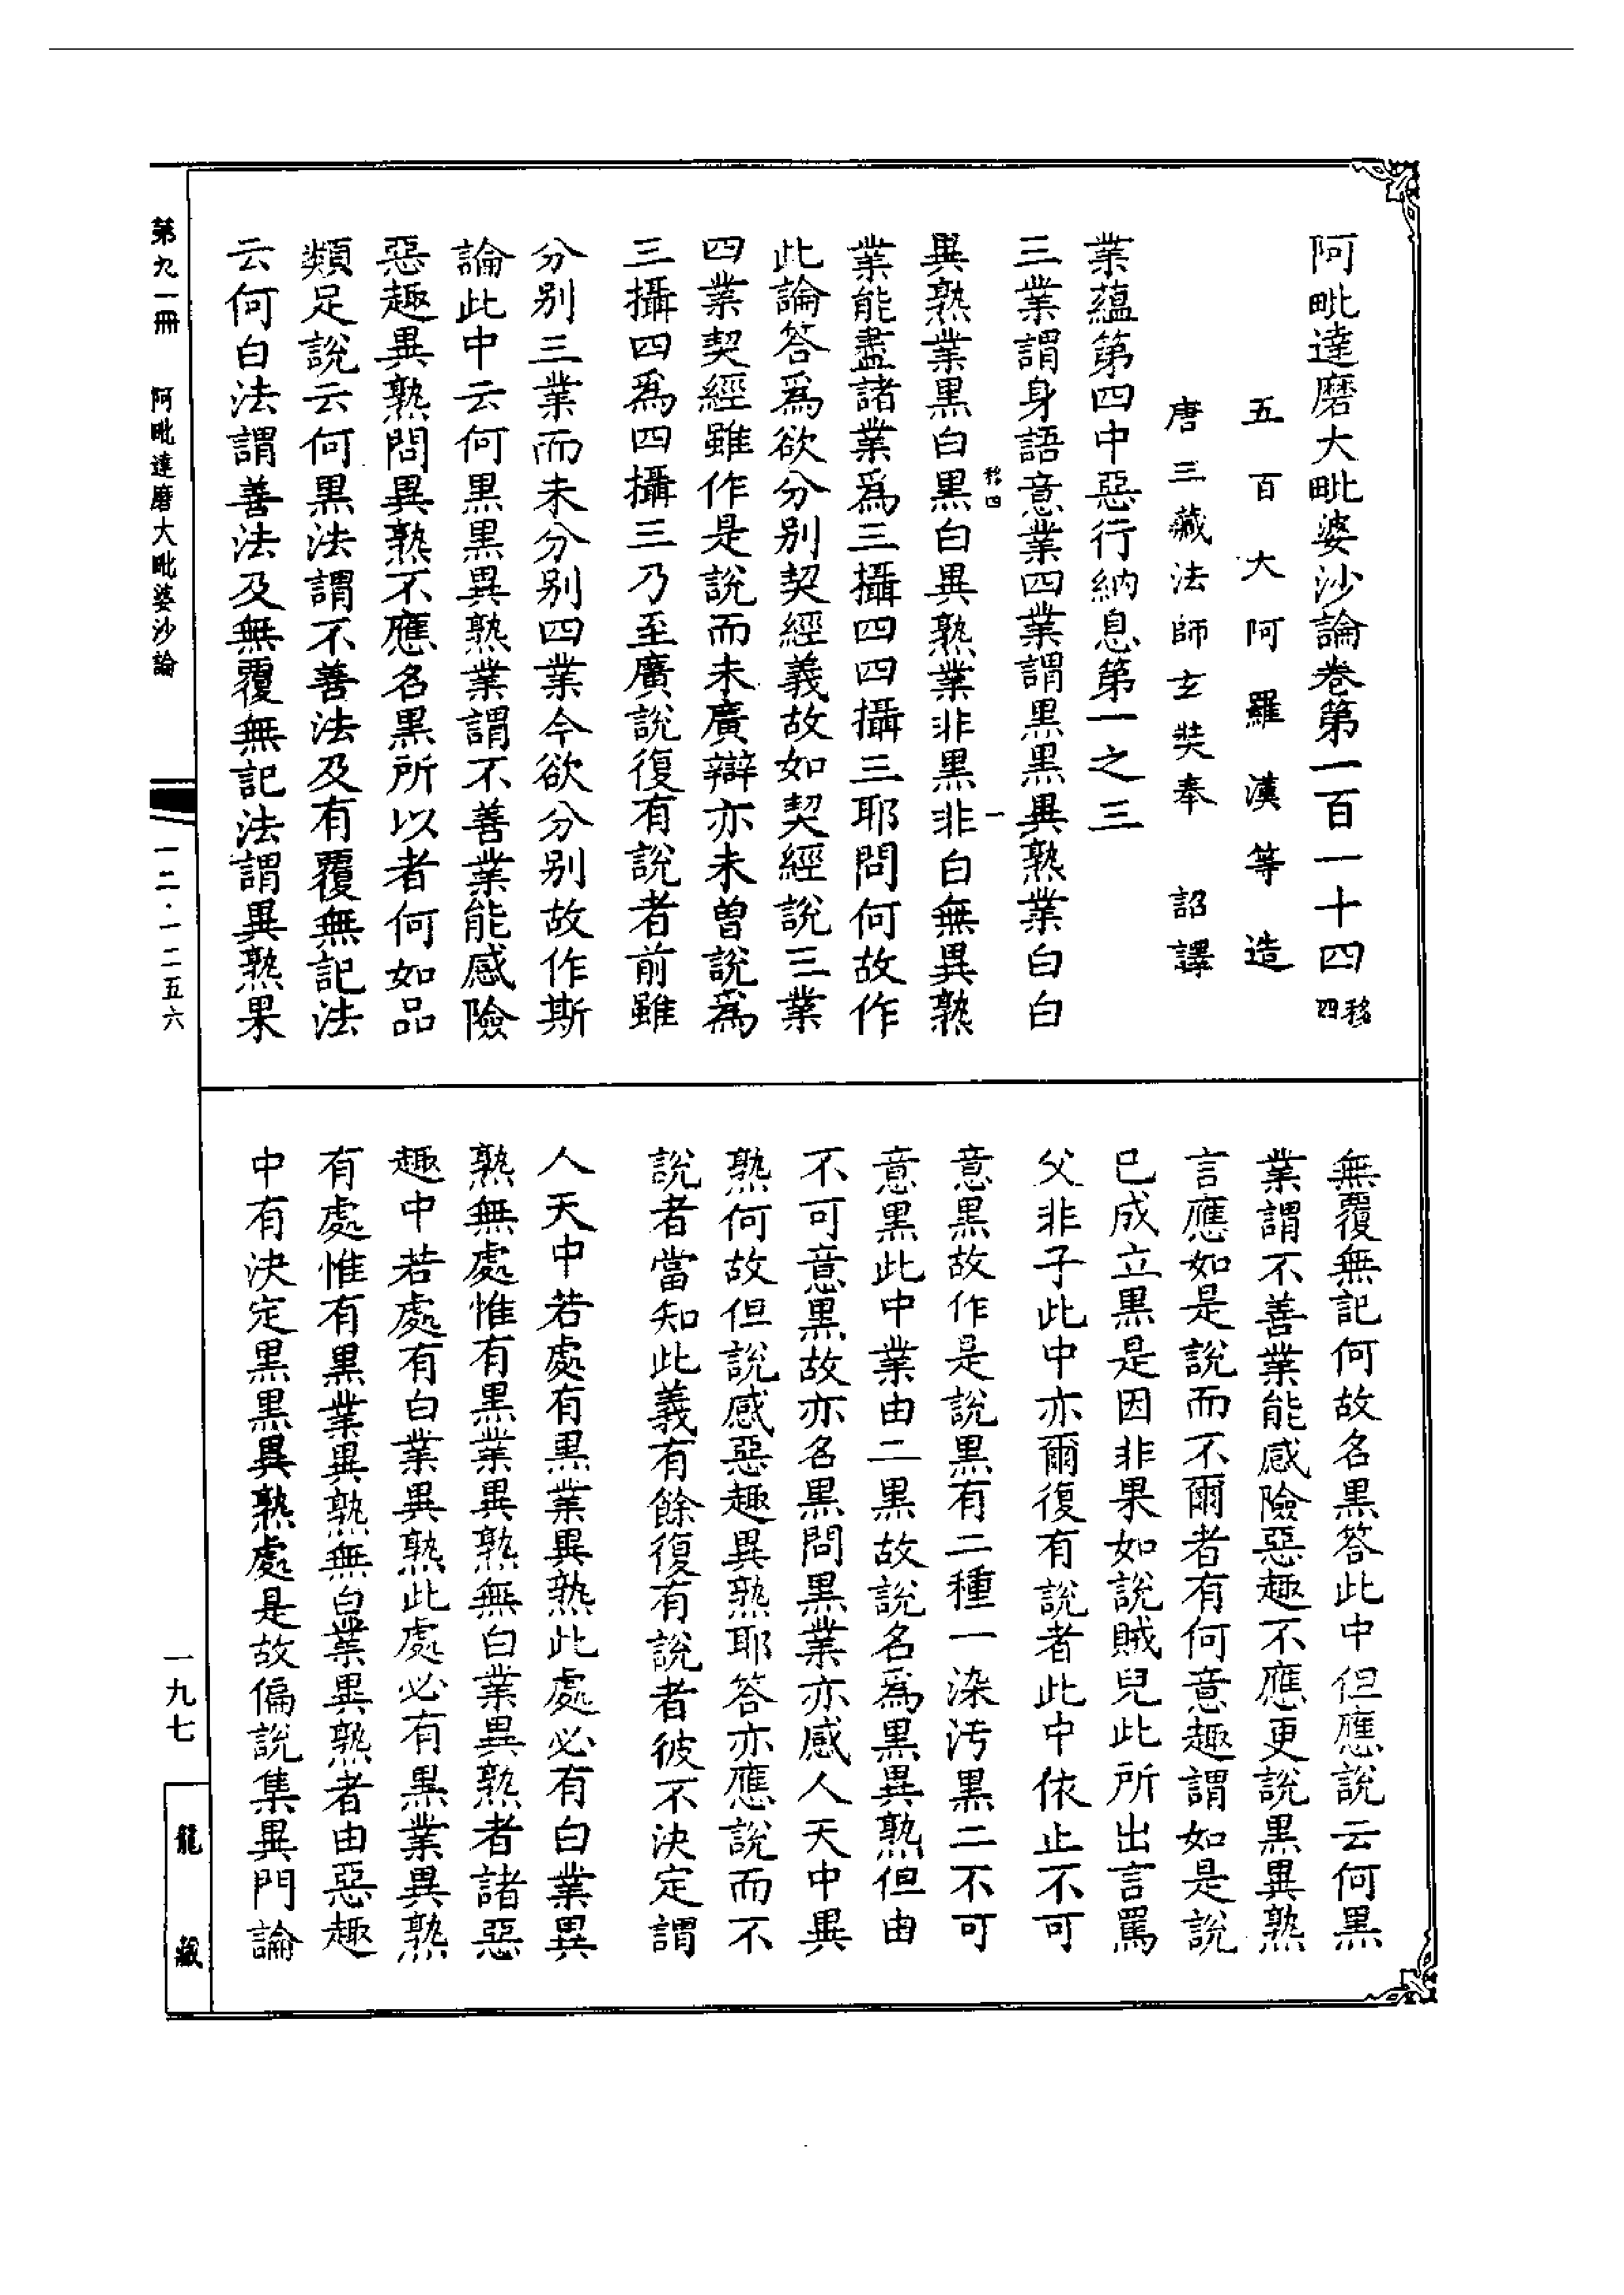 阿毗達磨大毗婆沙論卷第一百一十四 移四
五百大阿羅漢等造
唐三藏法師玄奘奉 詔譯
業蘊第四中惡行納息第一之三
三業謂身語意業四業謂黑黑異熟業白白
移四 一
異熟業黑白黑白異熟業非黑非白無異熟
業能盡諸業爲三攝四四攝三耶問何故作
此論答爲欲分別契經義故如契經說三業
四業契經雖作是說而未廣辯亦未曾說爲
三攝四爲四攝三乃至廣說復有說者前雖
分別三業而未分別四業今欲分別故作斯
論此中云何黑黑異熟業謂不善業能感險
惡趣異熟問異熟不應名黑所以者何如品
類足說云何黑法謂不善法及有覆無記法
云何白法謂善法及無覆無記法謂異熟果
無覆無記何故名黑答此中但應說云何黑
業謂不善業能感險惡趣不應更說黑異熟
言應如是說而不爾者有何意趣謂如是說
已成立黑是因非果如說賊兒此所出言罵
父非子此中亦爾復有說者此中依止不可
意黑故作是說黑有二種一染污黑二不可
意黑此中業由二黑故說名爲黑異熟但由
不可意黑故亦名黑問黑業亦感人天中異
熟何故但說感惡趣異熟耶答亦應說而不
說者當知此義有餘復有說者彼不決定謂
人天中若處有黑業異熟此處必有白業異
熟無處惟有黑業異熟無白業異熟者諸惡
趣中若處有白業異熟此處必有黑業異熟
有處惟有黑業異熟無白業異熟者由惡趣
中有決定黑黑異熟處是故偏說集異門論
第九一冊 阿毗達磨大毗婆沙論
一二·一二五六
一九七
龍藏